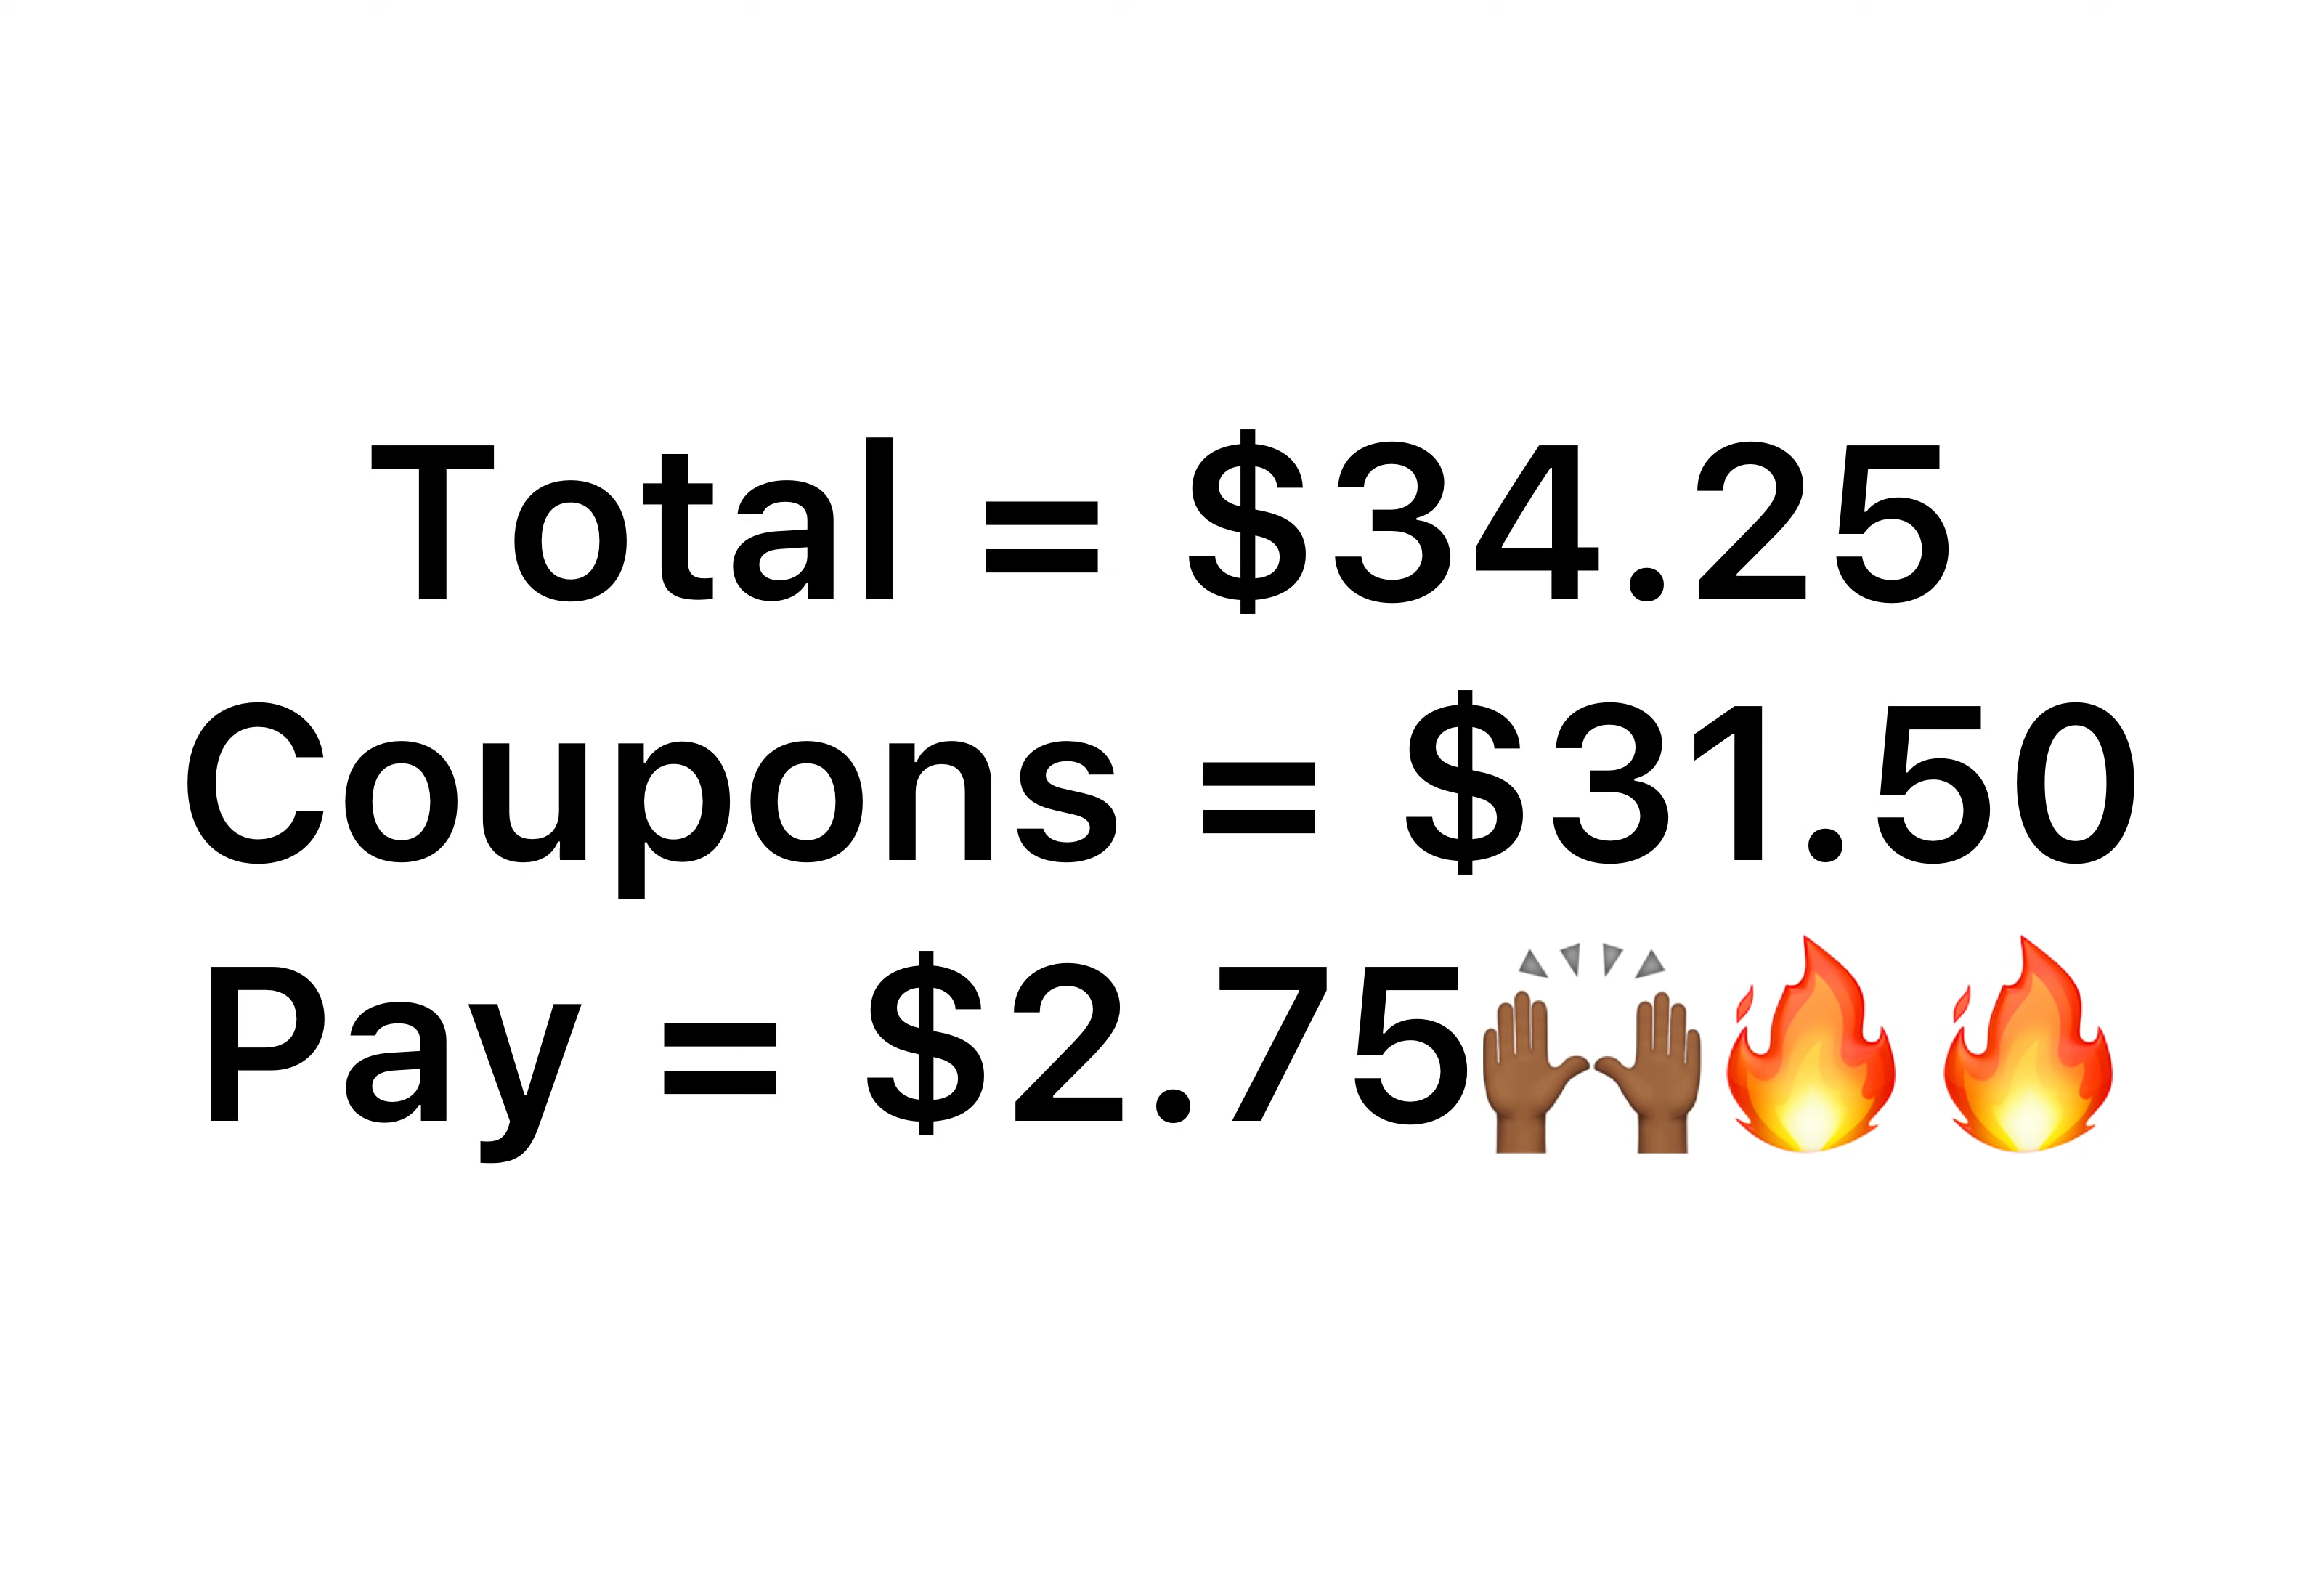 Total = $34.25
Coupons = $31.50
Pay = $2.75🙌🏾🔥🔥